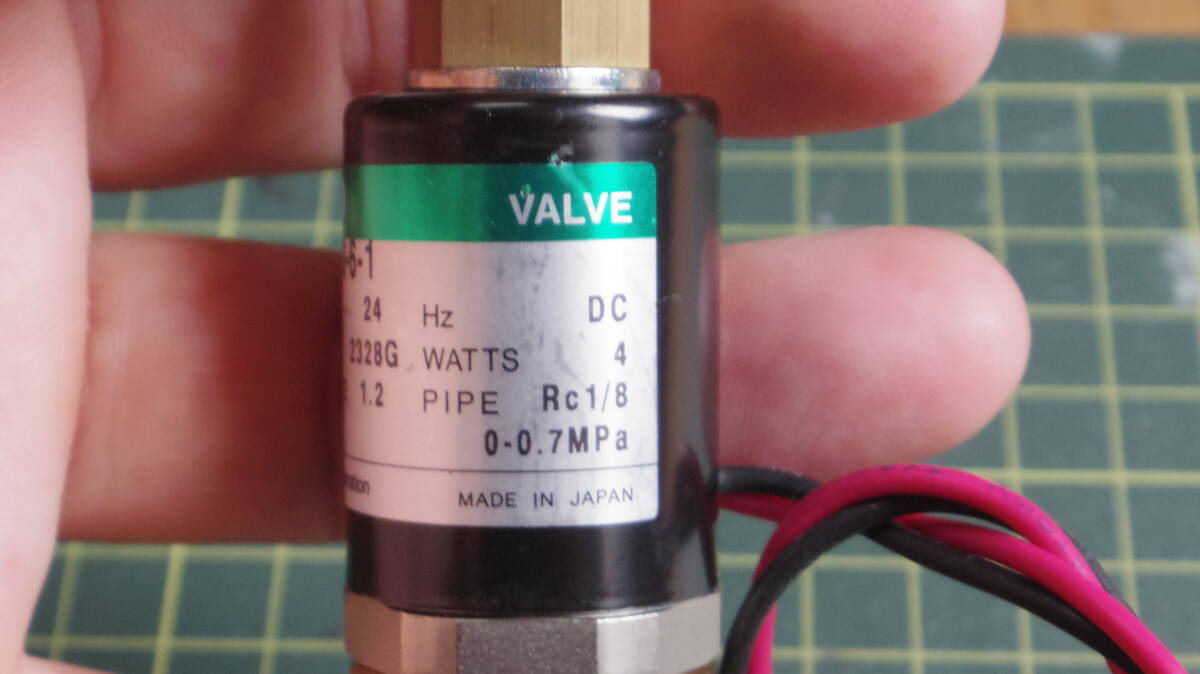 VALVE
-6-1
24 Hz DC
2328G WATTS 4
1.2 PIPE Rc1/8
0-0.7MPa
MADE IN JAPAN